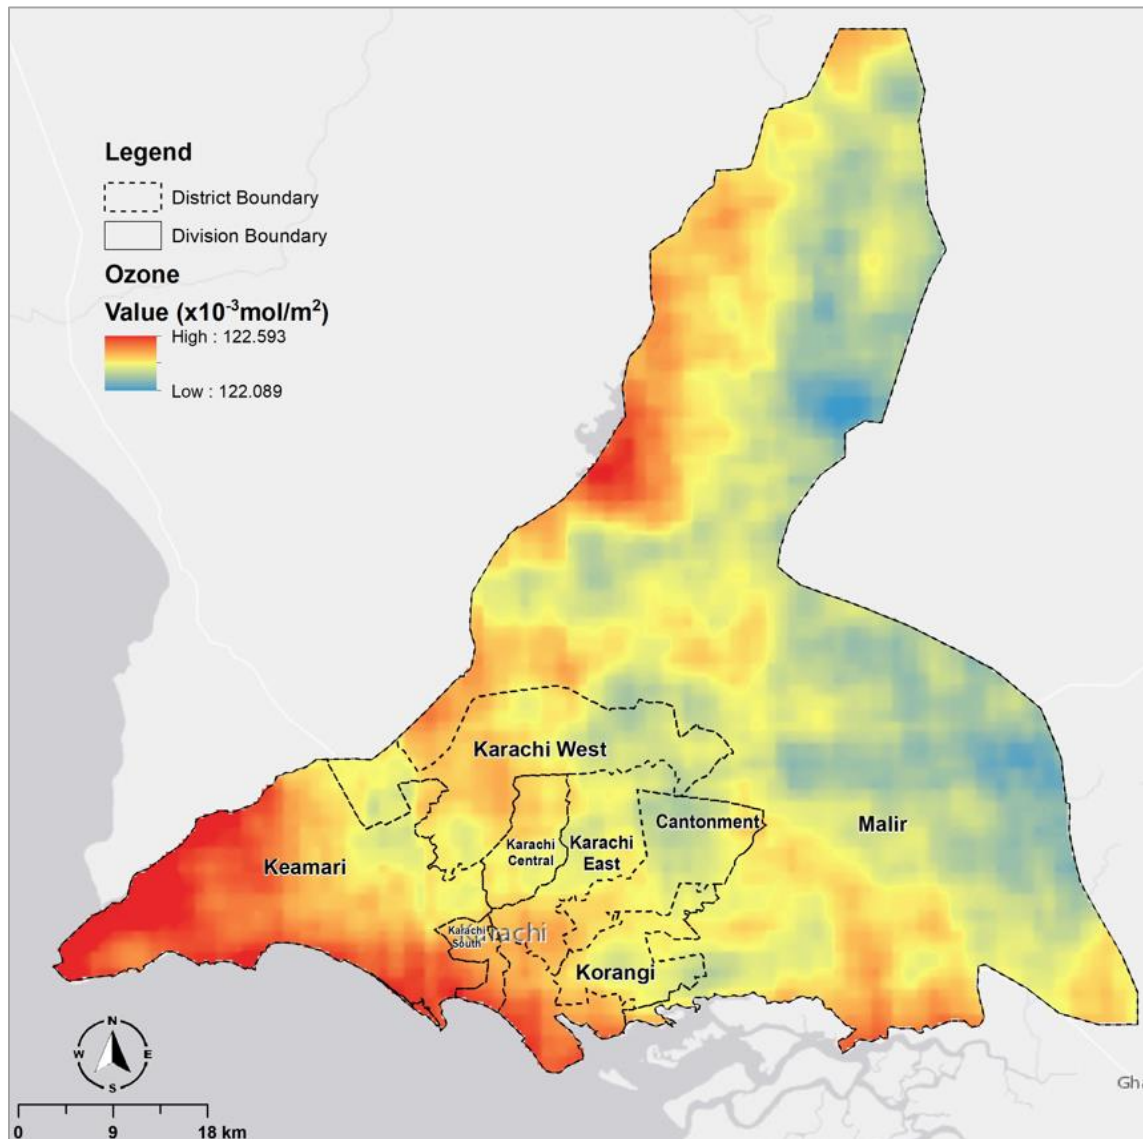 Legend
District Boundary
Division Boundary
Ozone
Value (x10⁻³mol/m²)
High : 122.593
Low : 122.089
Karachi West
Cantonment
Malir
Karachi
Central
Karachi
East
Keamari
Karachi
South
Karachi
Korangi
N
W
E
S
0
9
18 km
Gha